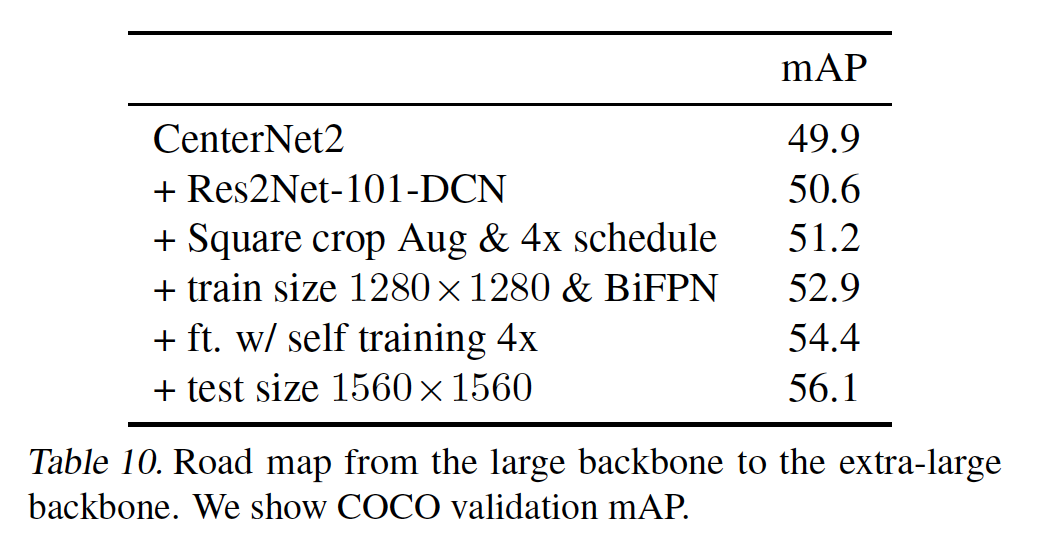 mAP
CenterNet2 49.9
+ Res2Net-101-DCN 50.6
+ Square crop Aug & 4x schedule 51.2
+ train size 1280×1280 & BiFPN 52.9
+ ft. w/ self training 4x 54.4
+ test size 1560×1560 56.1
Table 10. Road map from the large backbone to the extra-large
backbone. We show COCO validation mAP.